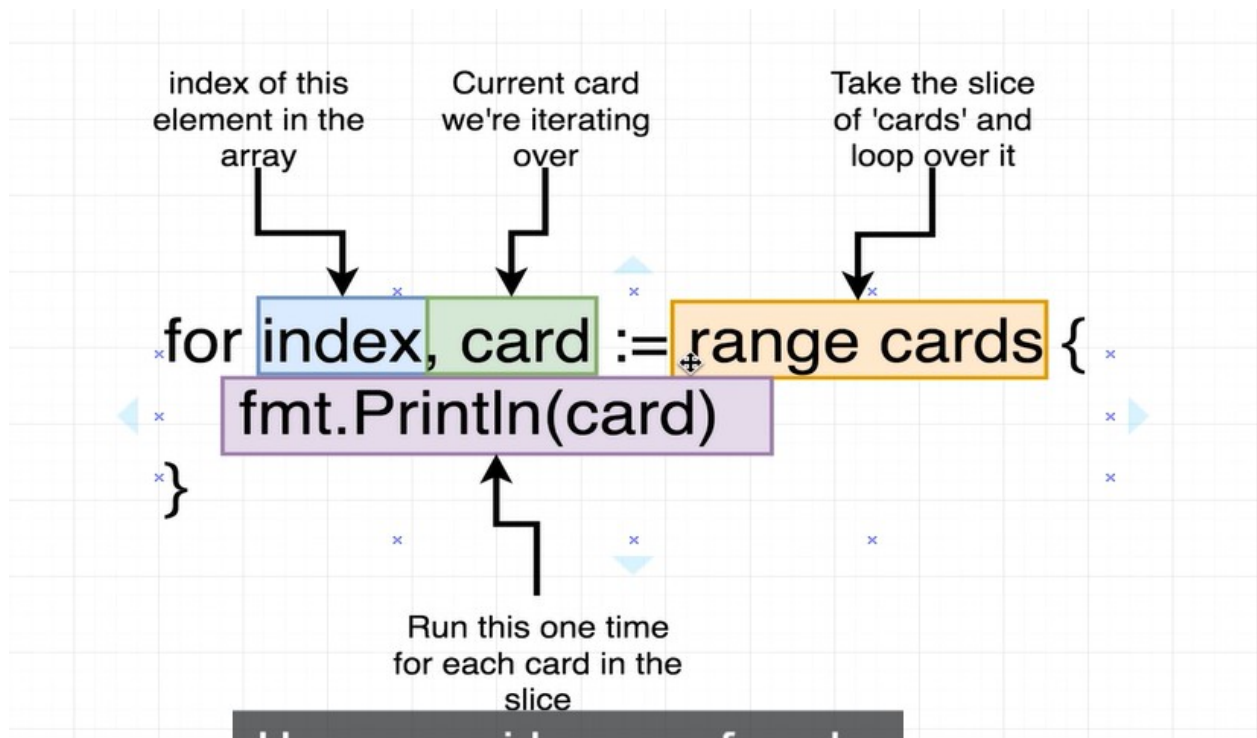 index of this
element in the
array
Current card
we're iterating
over
Take the slice
of 'cards' and
loop over it
for index, card := range cards {
fmt.Println(card)
}
Run this one time
for each card in the
slice